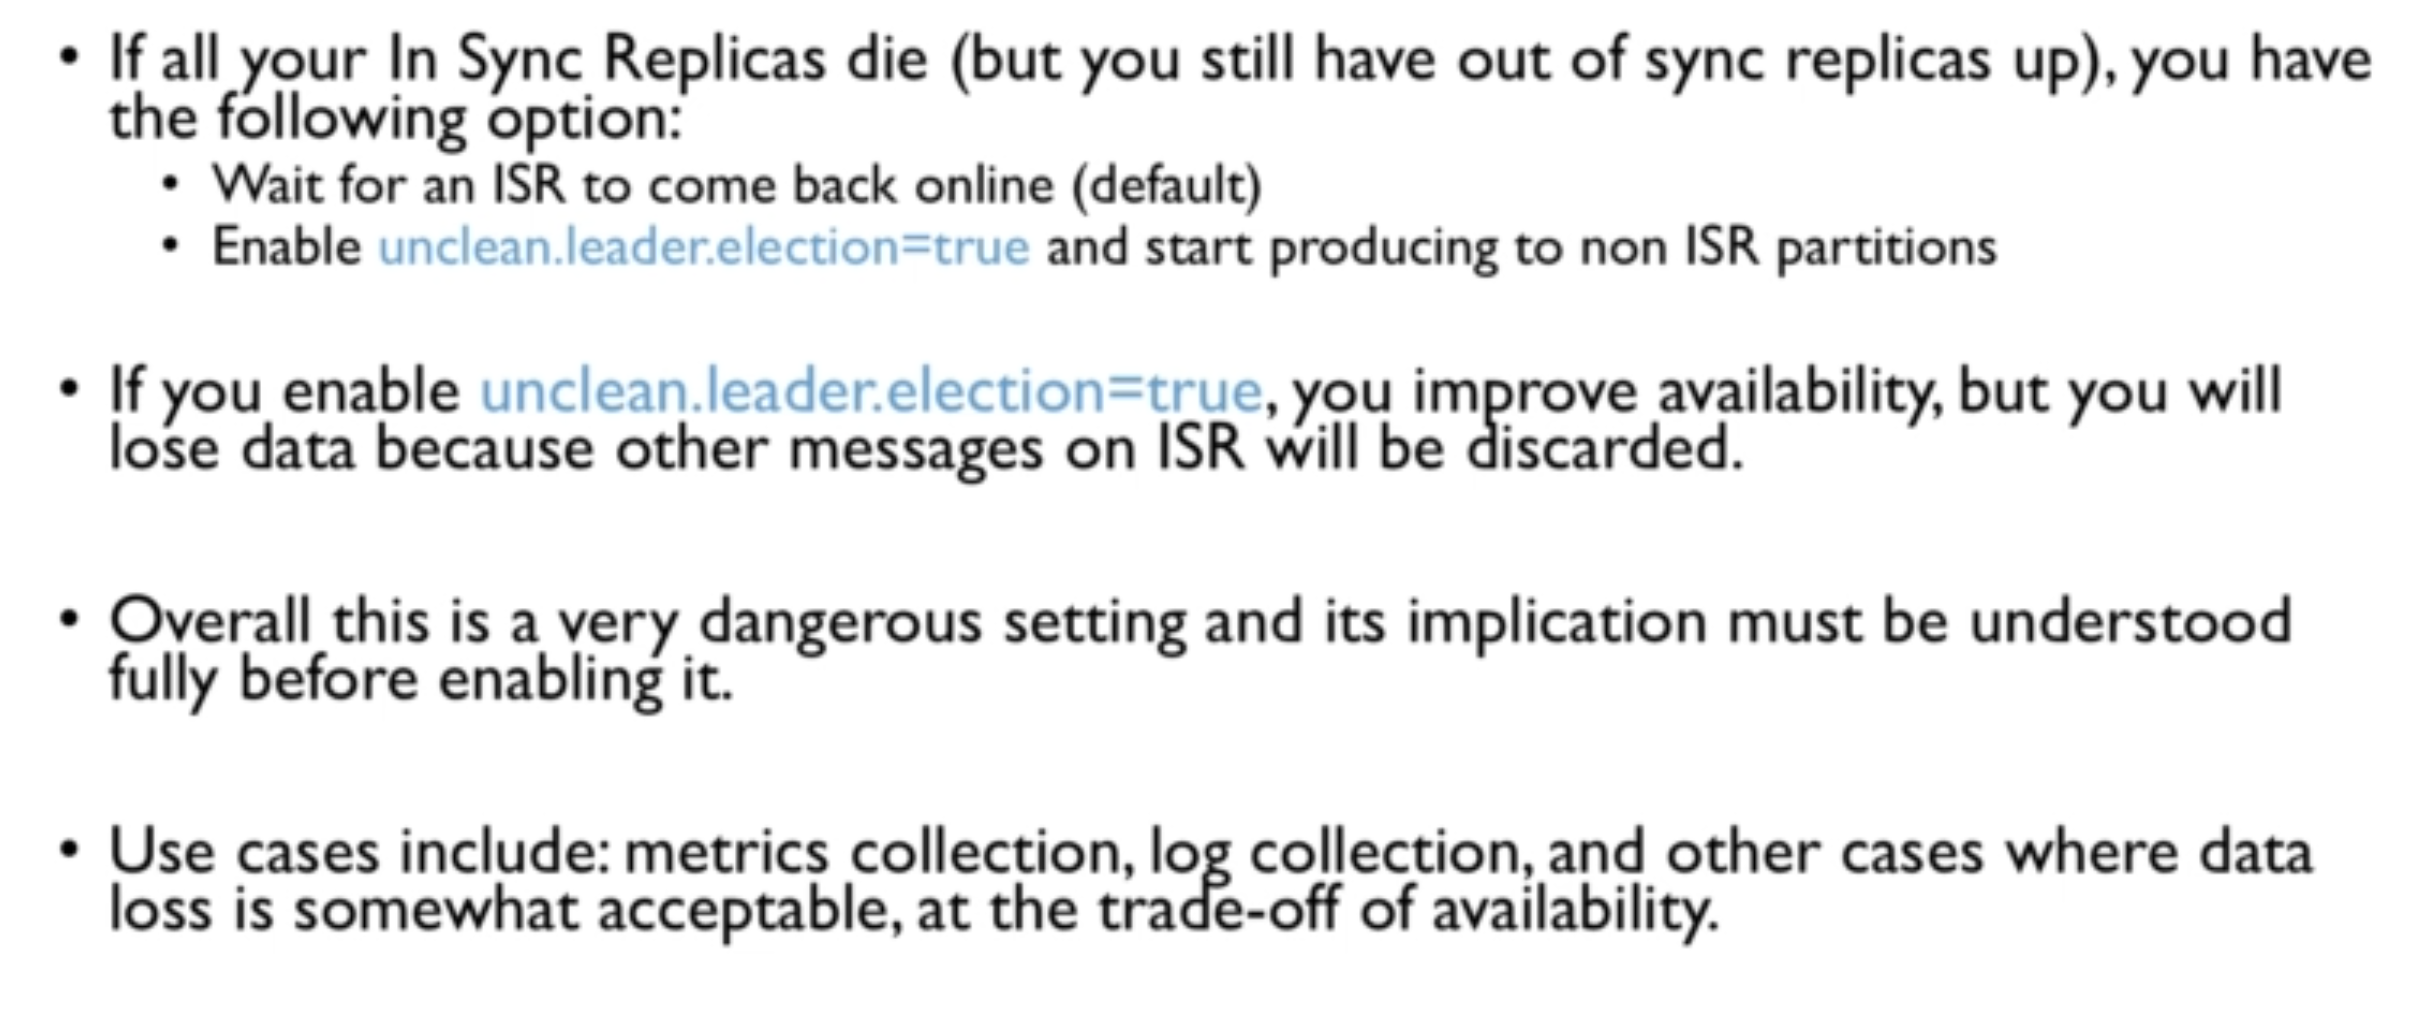 • If all your In Sync Replicas die (but you still have out of sync replicas up), you have
the following option:
• Wait for an ISR to come back online (default)
• Enable unclean.leader.election=true and start producing to non ISR partitions
• If you enable unclean.leader.election=true, you improve availability, but you will
lose data because other messages on ISR will be discarded.
• Overall this is a very dangerous setting and its implication must be understood
fully before enabling it.
• Use cases include: metrics collection, log collection, and other cases where data
loss is somewhat acceptable, at the trade-off of availability.